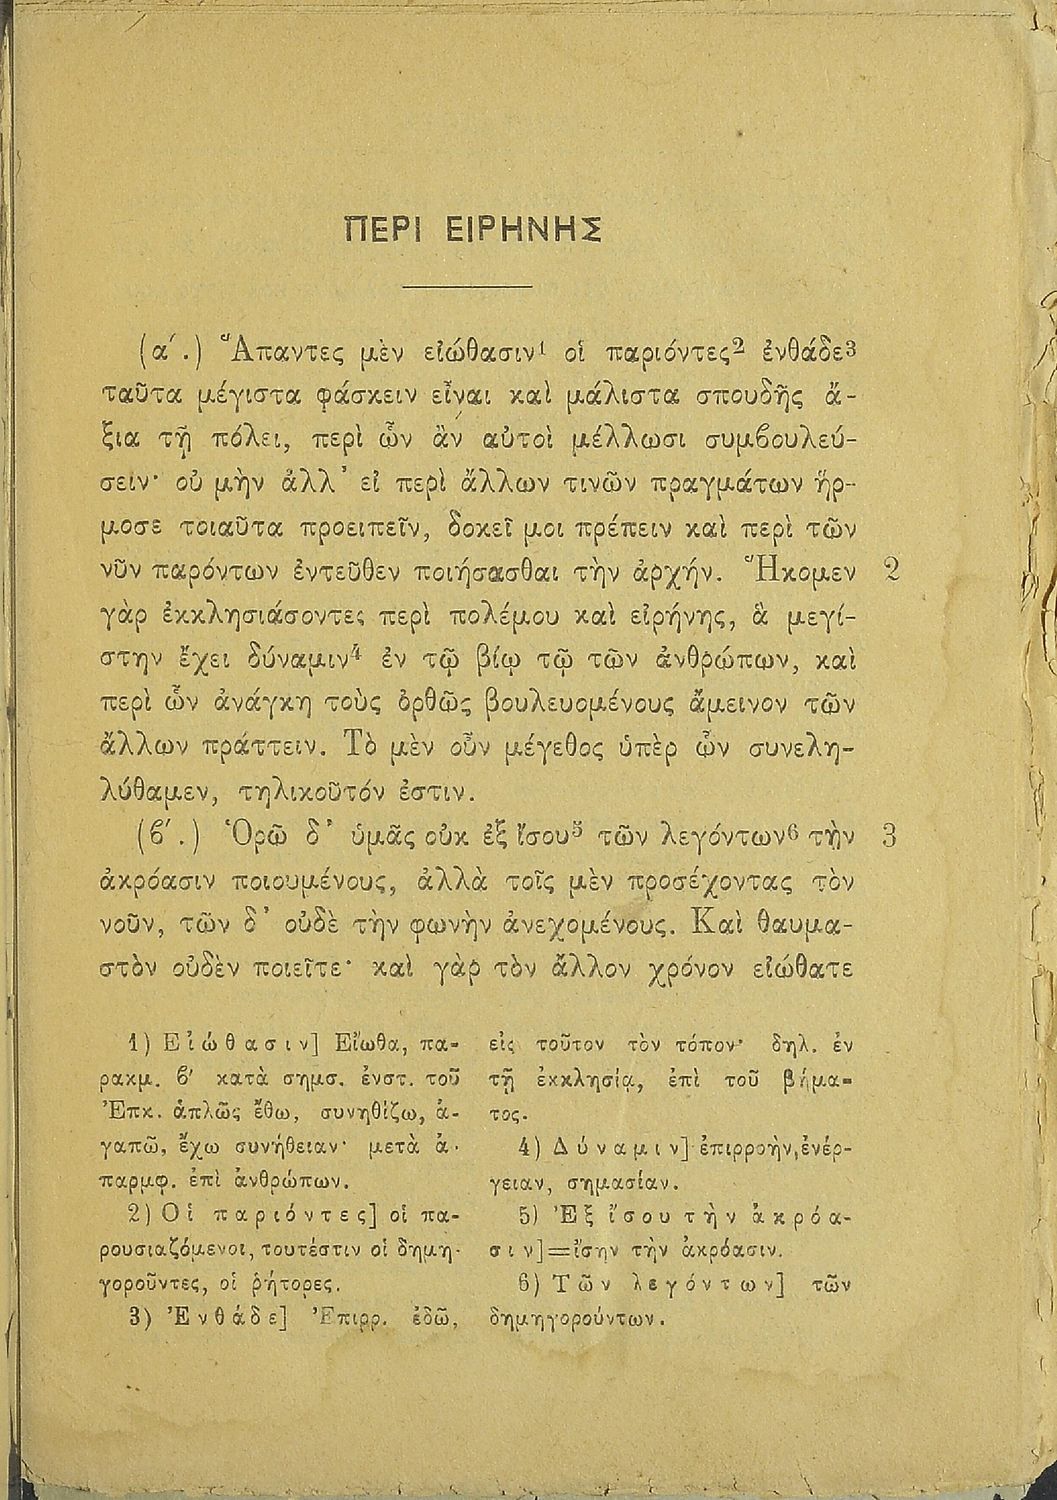 ΠΕΡΙ ΕΙΡΗΝΗΣ
(α΄.) Ἅπαντες μὲν εἰώθασιν1 οἱ παριόντες2 ἐνθάδε3
ταῦτα μέγιστα φάσκειν εἶναι καὶ μάλιστα σπουδῆς ἄ-
ξια τῇ πόλει, περὶ ὧν ἂν αὐτοὶ μέλλωσι συμβουλεύ-
σειν· οὐ μὴν ἀλλ' εἰ περὶ ἄλλων τινῶν πραγμάτων ἥρ-
μοσε τοιαῦτα προειπεῖν, δοκεῖ μοι πρέπειν καὶ περὶ τῶν
νῦν παρόντων ἐντεῦθεν ποιήσασθαι τὴν ἀρχήν. Ἥκομεν 2
γὰρ ἐκκλησιάσοντες περὶ πολέμου καὶ εἰρήνης, ἃ μεγί-
στην ἔχει δύναμιν4 ἐν τῷ βίῳ τῷ τῶν ἀνθρώπων, καὶ
περὶ ὧν ἀνάγκη τοὺς ὀρθῶς βουλευομένους ἄμεινον τῶν
ἄλλων πράττειν. Τὸ μὲν οὖν μέγεθος ὑπὲρ ὧν συνελη-
λύθαμεν, τηλικοῦτόν ἐστιν.
(β΄.) Ὁρῶ δ' ὑμᾶς οὐκ ἐξ ἴσου5 τῶν λεγόντων6 τὴν 3
ἀκρόασιν ποιουμένους, ἀλλὰ τοῖς μὲν προσέχοντας τὸν
νοῦν, τῶν δ' οὐδὲ τὴν φωνὴν ἀνεχομένους. Καὶ θαυμα-
στὸν οὐδὲν ποιεῖτε· καὶ γὰρ τὸν ἄλλον χρόνον εἰώθατε
1) Εἰώθασιν] Εἴωθα, πα-
ρακμ. β' κατὰ σημσ. ἐνστ. τοῦ
Ἐπκ. ἁπλῶς ἔθω, συνηθίζω, ἀ-
γαπῶ, ἔχω συνήθειαν· μετὰ ἀ-
παρμφ. ἐπὶ ἀνθρώπων.
2) Οἱ παριόντες] οἱ πα-
ρουσιαζόμενοι, τουτέστιν οἱ δημη-
γοροῦντες, οἱ ῥήτορες.
3) Ἐνθάδε] Ἐπιρρ. ἐδῶ,
εἰς τοῦτον τὸν τόπον· δηλ. ἐν
τῇ ἐκκλησίᾳ, ἐπὶ τοῦ βήμα-
τος.
4) Δύναμιν] ἐπιρροὴν, ἐνέρ-
γειαν, σημασίαν.
5) Ἐξ ἴσου τὴν ἀκρόα-
σιν]=ἴσην τὴν ἀκρόασιν.
6) Τῶν λεγόντων] τῶν
δημηγορούντων.